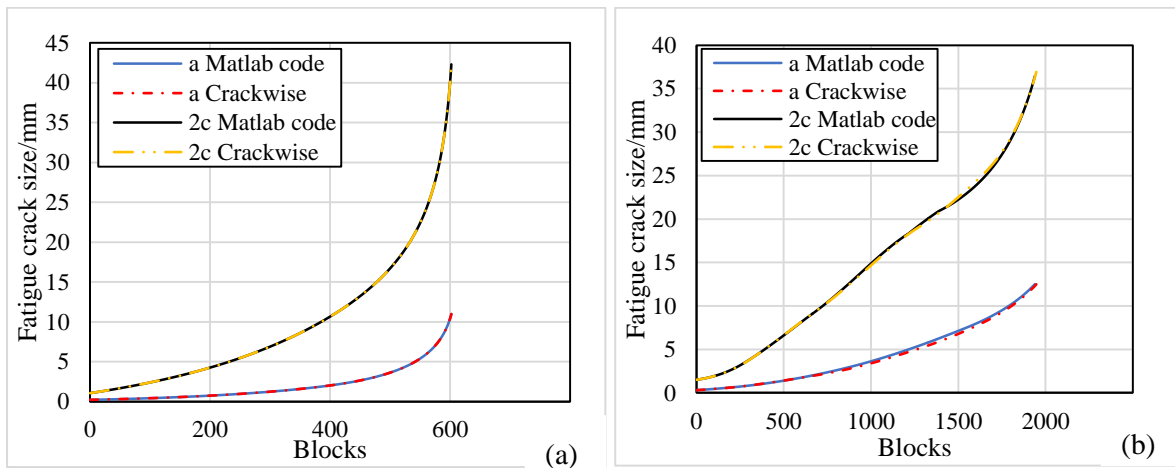 45
40
35
30
25
20
15
10
5
0
Fatigue crack size/mm
a Matlab code
a Crackwise
2c Matlab code
2c Crackwise
0 200 400 600
Blocks
(a)
40
35
30
25
20
15
10
5
0
Fatigue crack size/mm
a Matlab code
a Crackwise
2c Matlab code
2c Crackwise
0 500 1000 1500 2000
Blocks
(b)